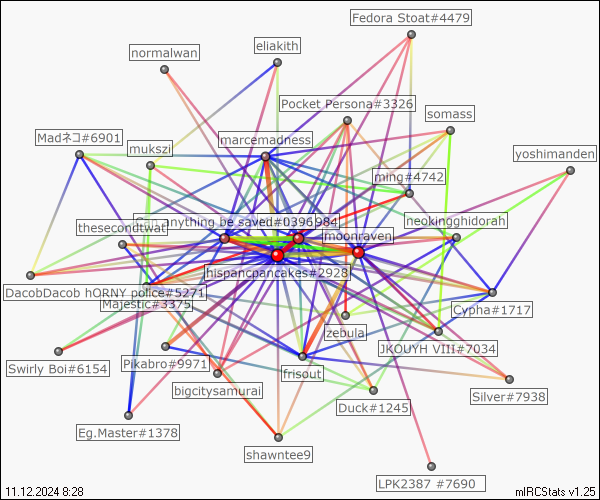 Fedora Stoat#4479
eliakith
normalwan
Pocket Persona#3326
somass
Madネコ#6901
marcemadness
mukszi
yoshimanden
ming#4742
Can anything be saved#0396
984
neokingghidorah
thesecondtwat
moonraven
hispancpancakes#2928
DacobDacob hORNY police#5271
Majestic#3375
Cypha#1717
Izebula
JKOUYH VIII#7034
Swirly Boi#6154
Pikabro#9971
frisout
bigcitysamurai
Silver#7938
Duck#1245
Eg.Master#1378
shawntee9
LPK2387 #7690
11.12.2024 8:28
mIRCStats v1.25